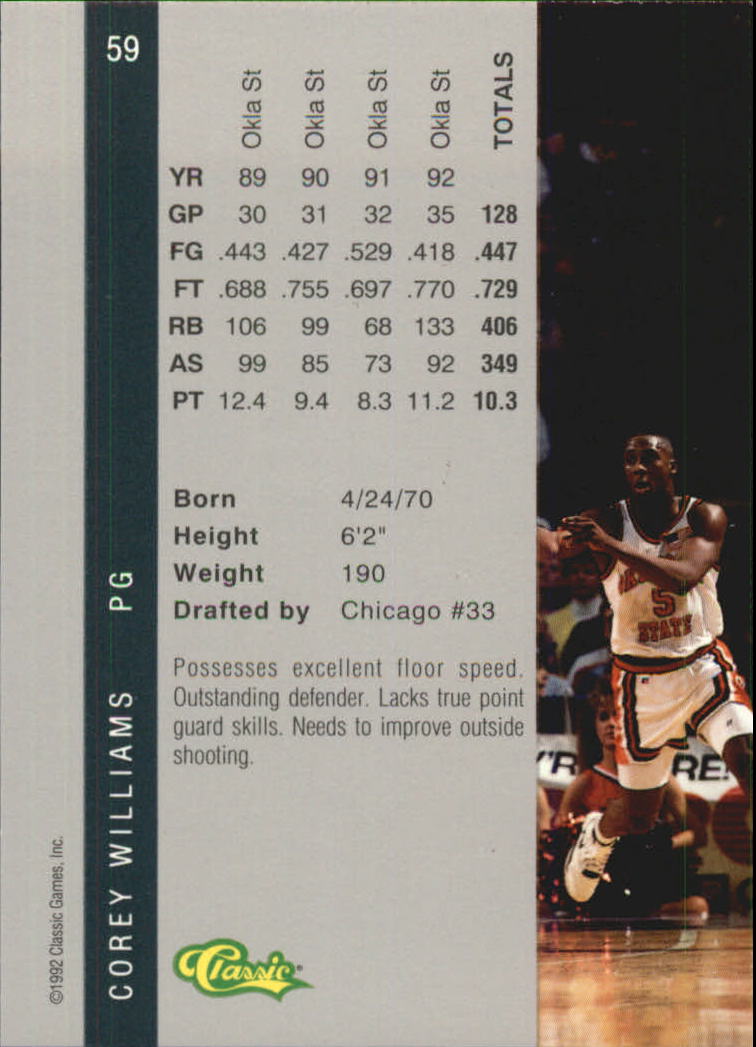 59
Okla St Okla St Okla St Okla St TOTALS
YR 89 90 91 92
GP 30 31 32 35 128
FG .443 .427 .529 .418 .447
FT .688 .755 .697 .770 .729
RB 106 99 68 133 406
AS 99 85 73 92 349
PT 12.4 9.4 8.3 11.2 10.3
Born 4/24/70
Height 6'2"
Weight 190
Drafted by Chicago #33
Possesses excellent floor speed.
Outstanding defender. Lacks true point
guard skills. Needs to improve outside
shooting.
COREY WILLIAMS PG
©1992 Classic Games, Inc.
Classic
5
STATE
'R
RE